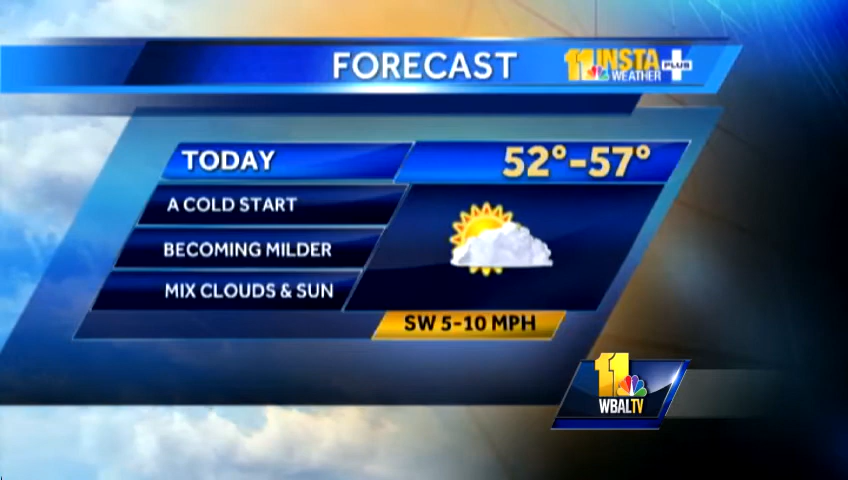 FORECAST
11 INSTA
WEATHER PLUS
TODAY
52°-57°
A COLD START
BECOMING MILDER
MIX CLOUDS & SUN
SW 5-10 MPH
11
WBALTV